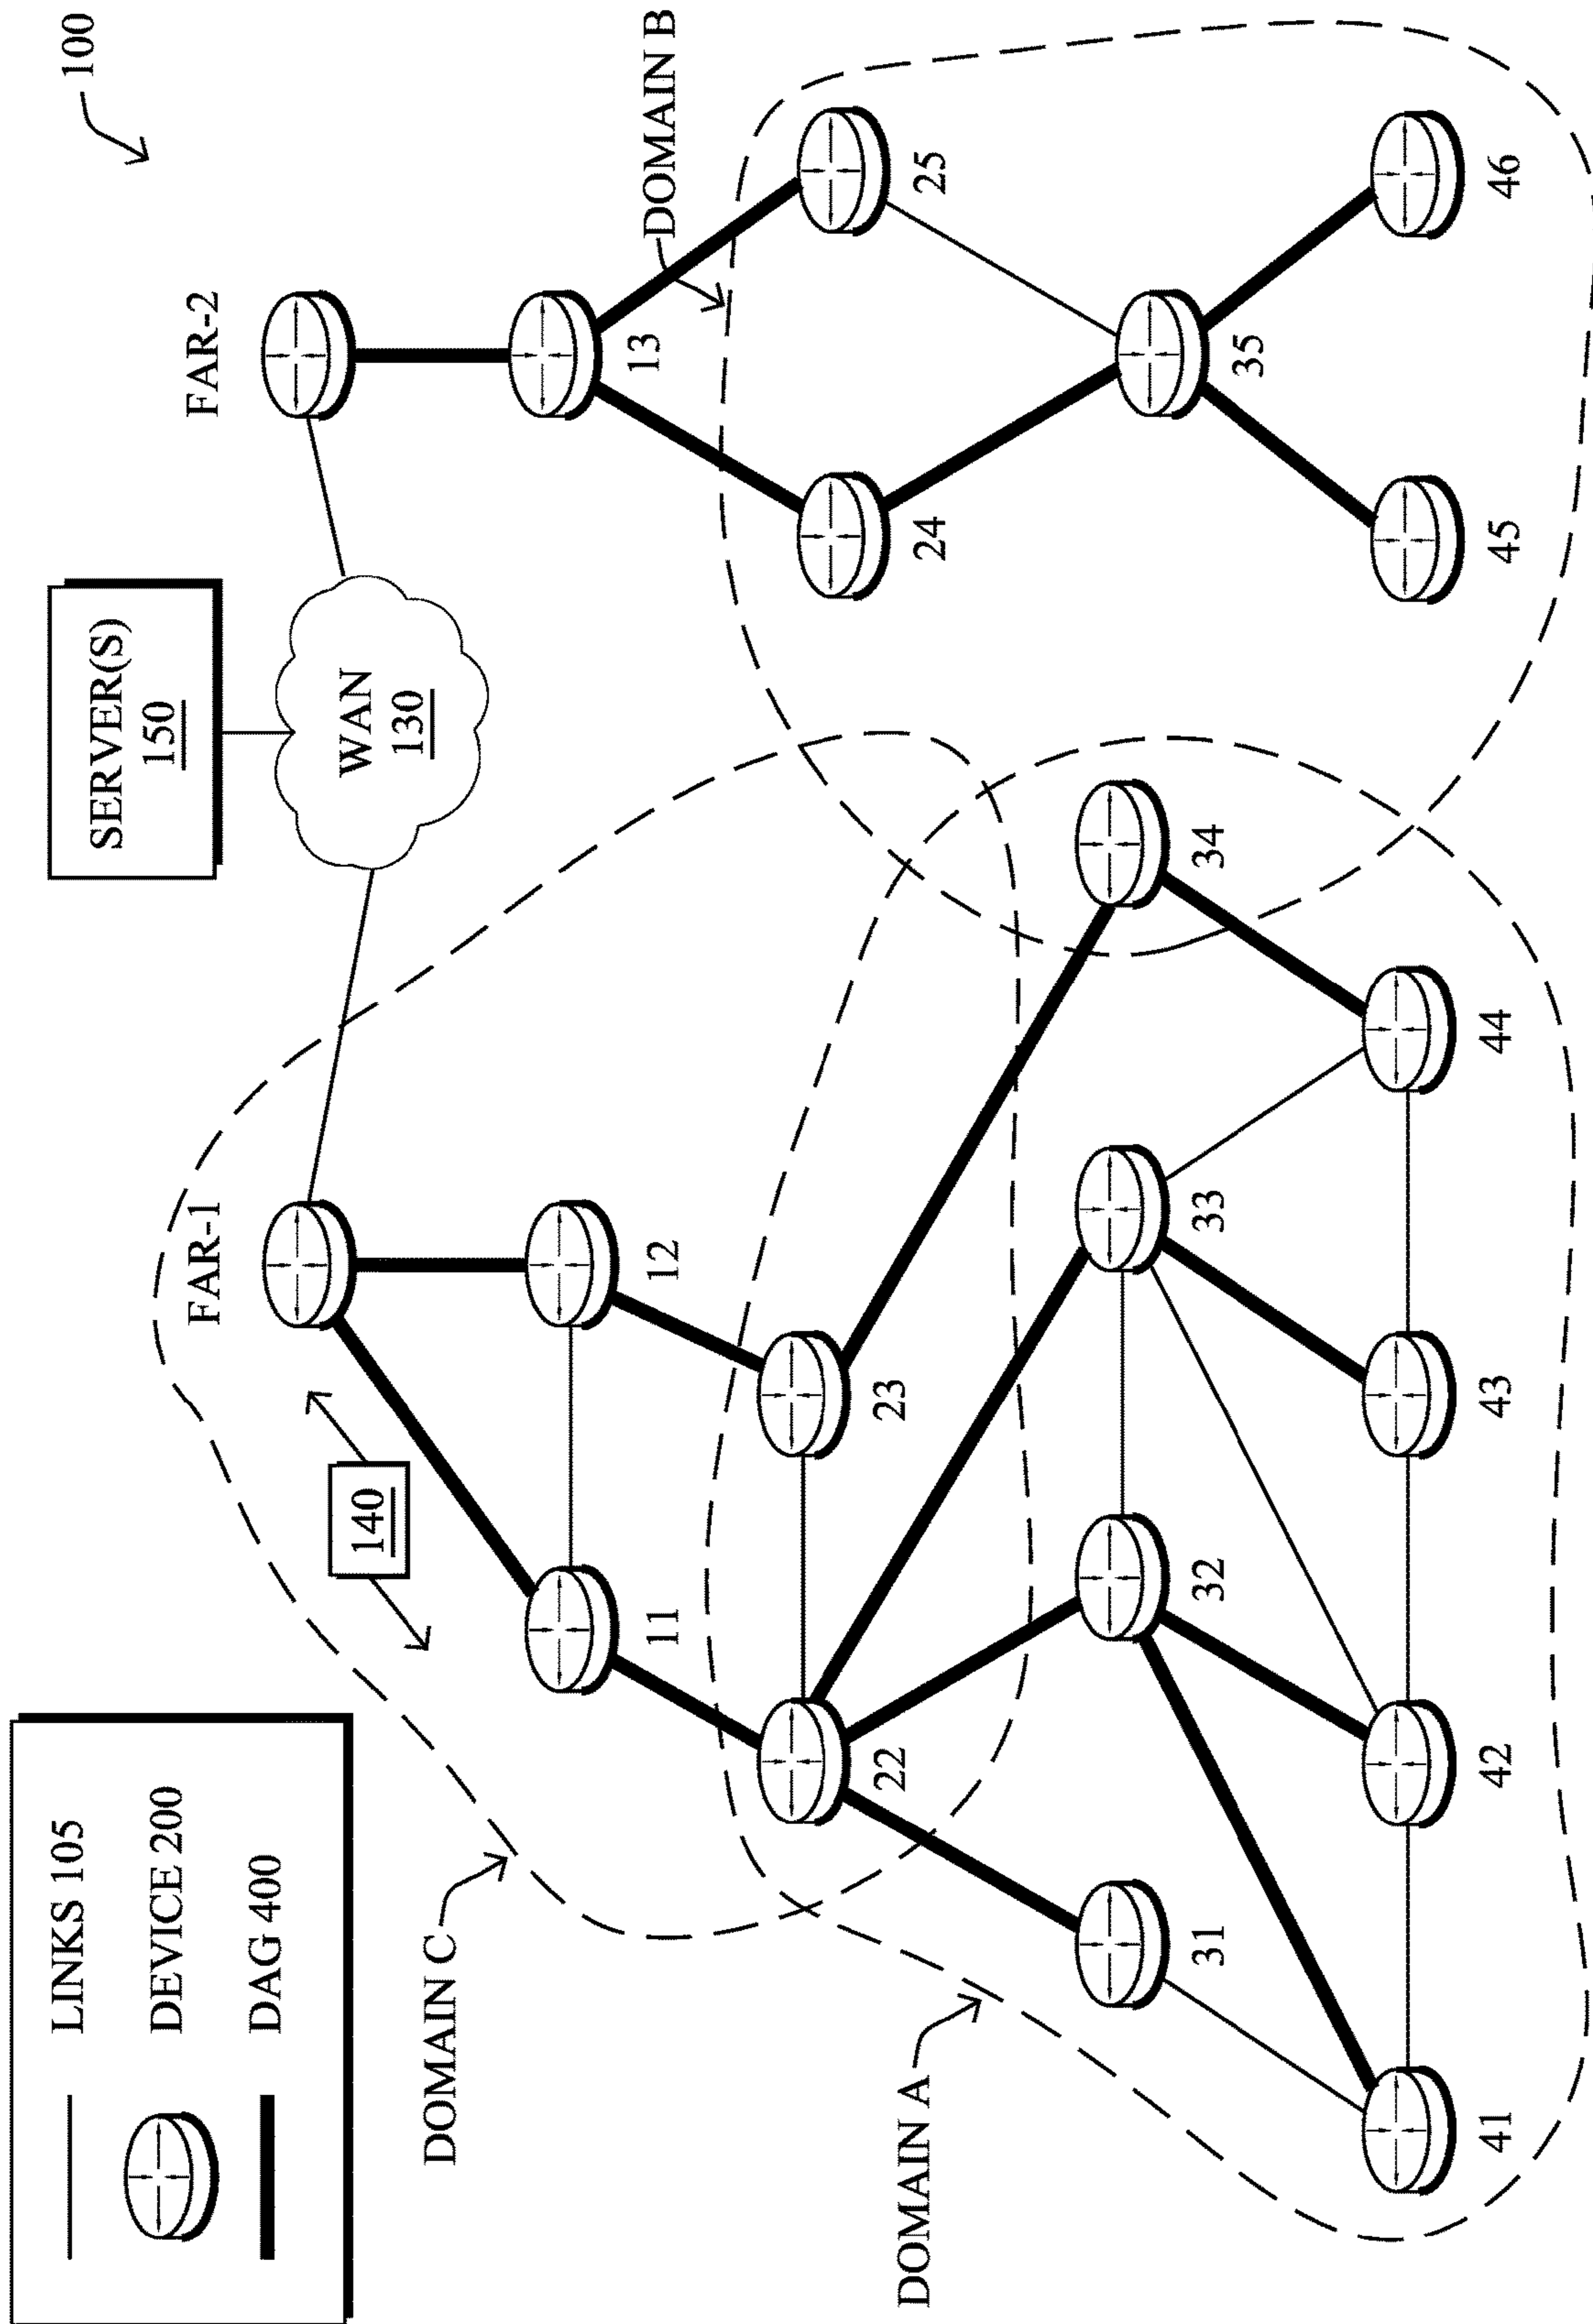 LINKS 105
DEVICE 200
DAG 400
100
SERVER(S)
150
WAN
130
FAR-1
FAR-2
140
DOMAIN C
DOMAIN B
11
12
13
22
23
24
25
DOMAIN A
31
32
33
34
35
41
42
43
44
45
46